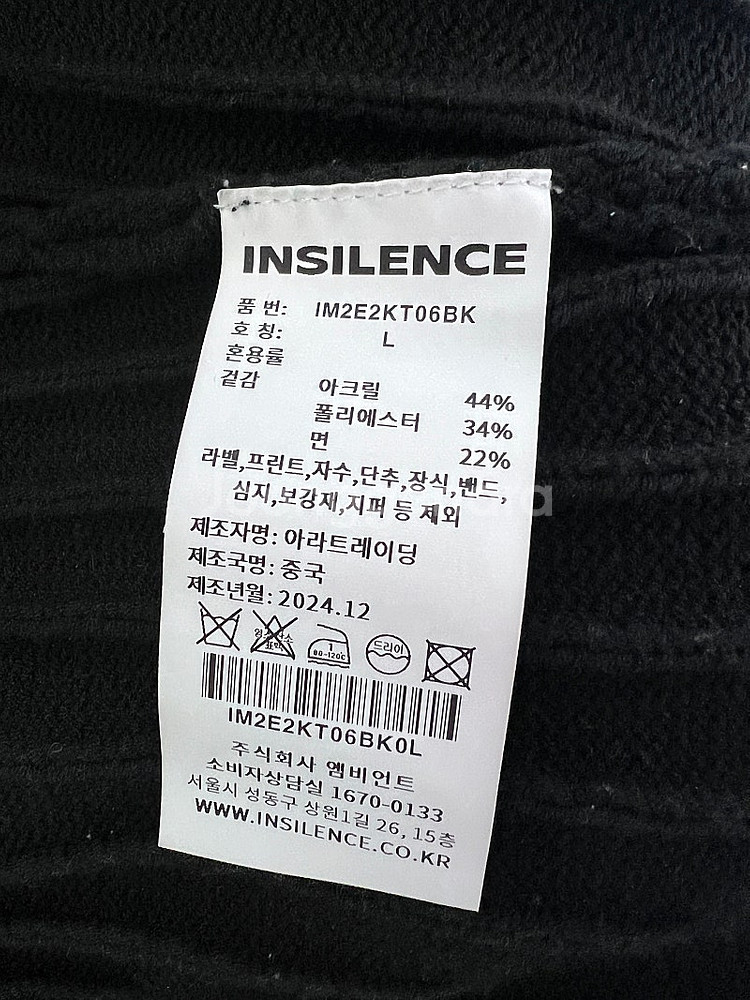 INSILENCE
품 번: IM2E2KT06BK
호 칭: L
혼용률
겉감 아크릴 44%
폴리에스터 34%
면 22%
라벨,프린트,자수,단추,장식,밴드,
심지,보강재,지퍼 등 제외
제조자명: 아라트레이딩
제조국명: 중국
제조년월: 2024.12
1
80-120℃
드라이
IM2E2KT06BK0L
주식회사 엠비언트
소비자상담실 1670-0133
서울시 성동구 상원1길 26, 15층
WWW.INSILENCE.CO.KR